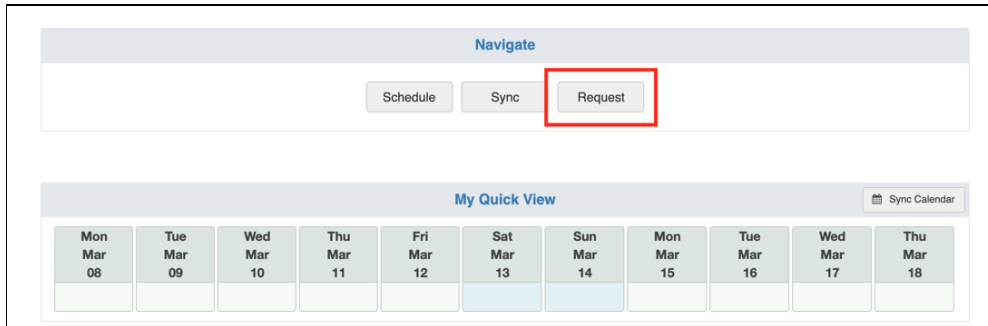 Navigate
Schedule Sync Request
My Quick View Sync Calendar
Mon Tue Wed Thu Fri Sat Sun Mon Tue Wed Thu
Mar Mar Mar Mar Mar Mar Mar Mar Mar Mar Mar
08 09 10 11 12 13 14 15 16 17 18